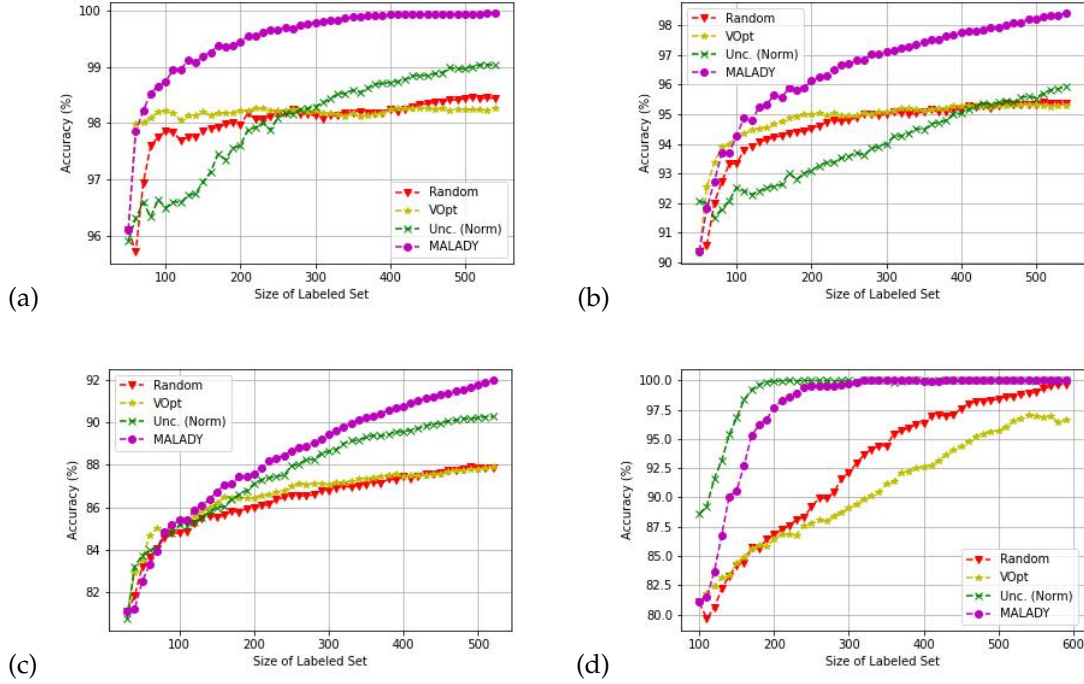 100
99
98
97
96
Accuracy (%)
Random
VOpt
Unc. (Norm)
MALADY
100 200 300 400 500
Size of Labeled Set
(a)
98
97
96
95
94
93
92
91
90
Accuracy (%)
Random
VOpt
Unc. (Norm)
MALADY
100 200 300 400 500
Size of Labeled Set
(b)
92
90
88
86
84
82
Accuracy (%)
Random
VOpt
Unc. (Norm)
MALADY
100 200 300 400 500
Size of Labeled Set
(c)
100.0
97.5
95.0
92.5
90.0
87.5
85.0
82.5
80.0
Accuracy (%)
Random
VOpt
Unc. (Norm)
MALADY
100 200 300 400 500 600
Size of Labeled Set
(d)